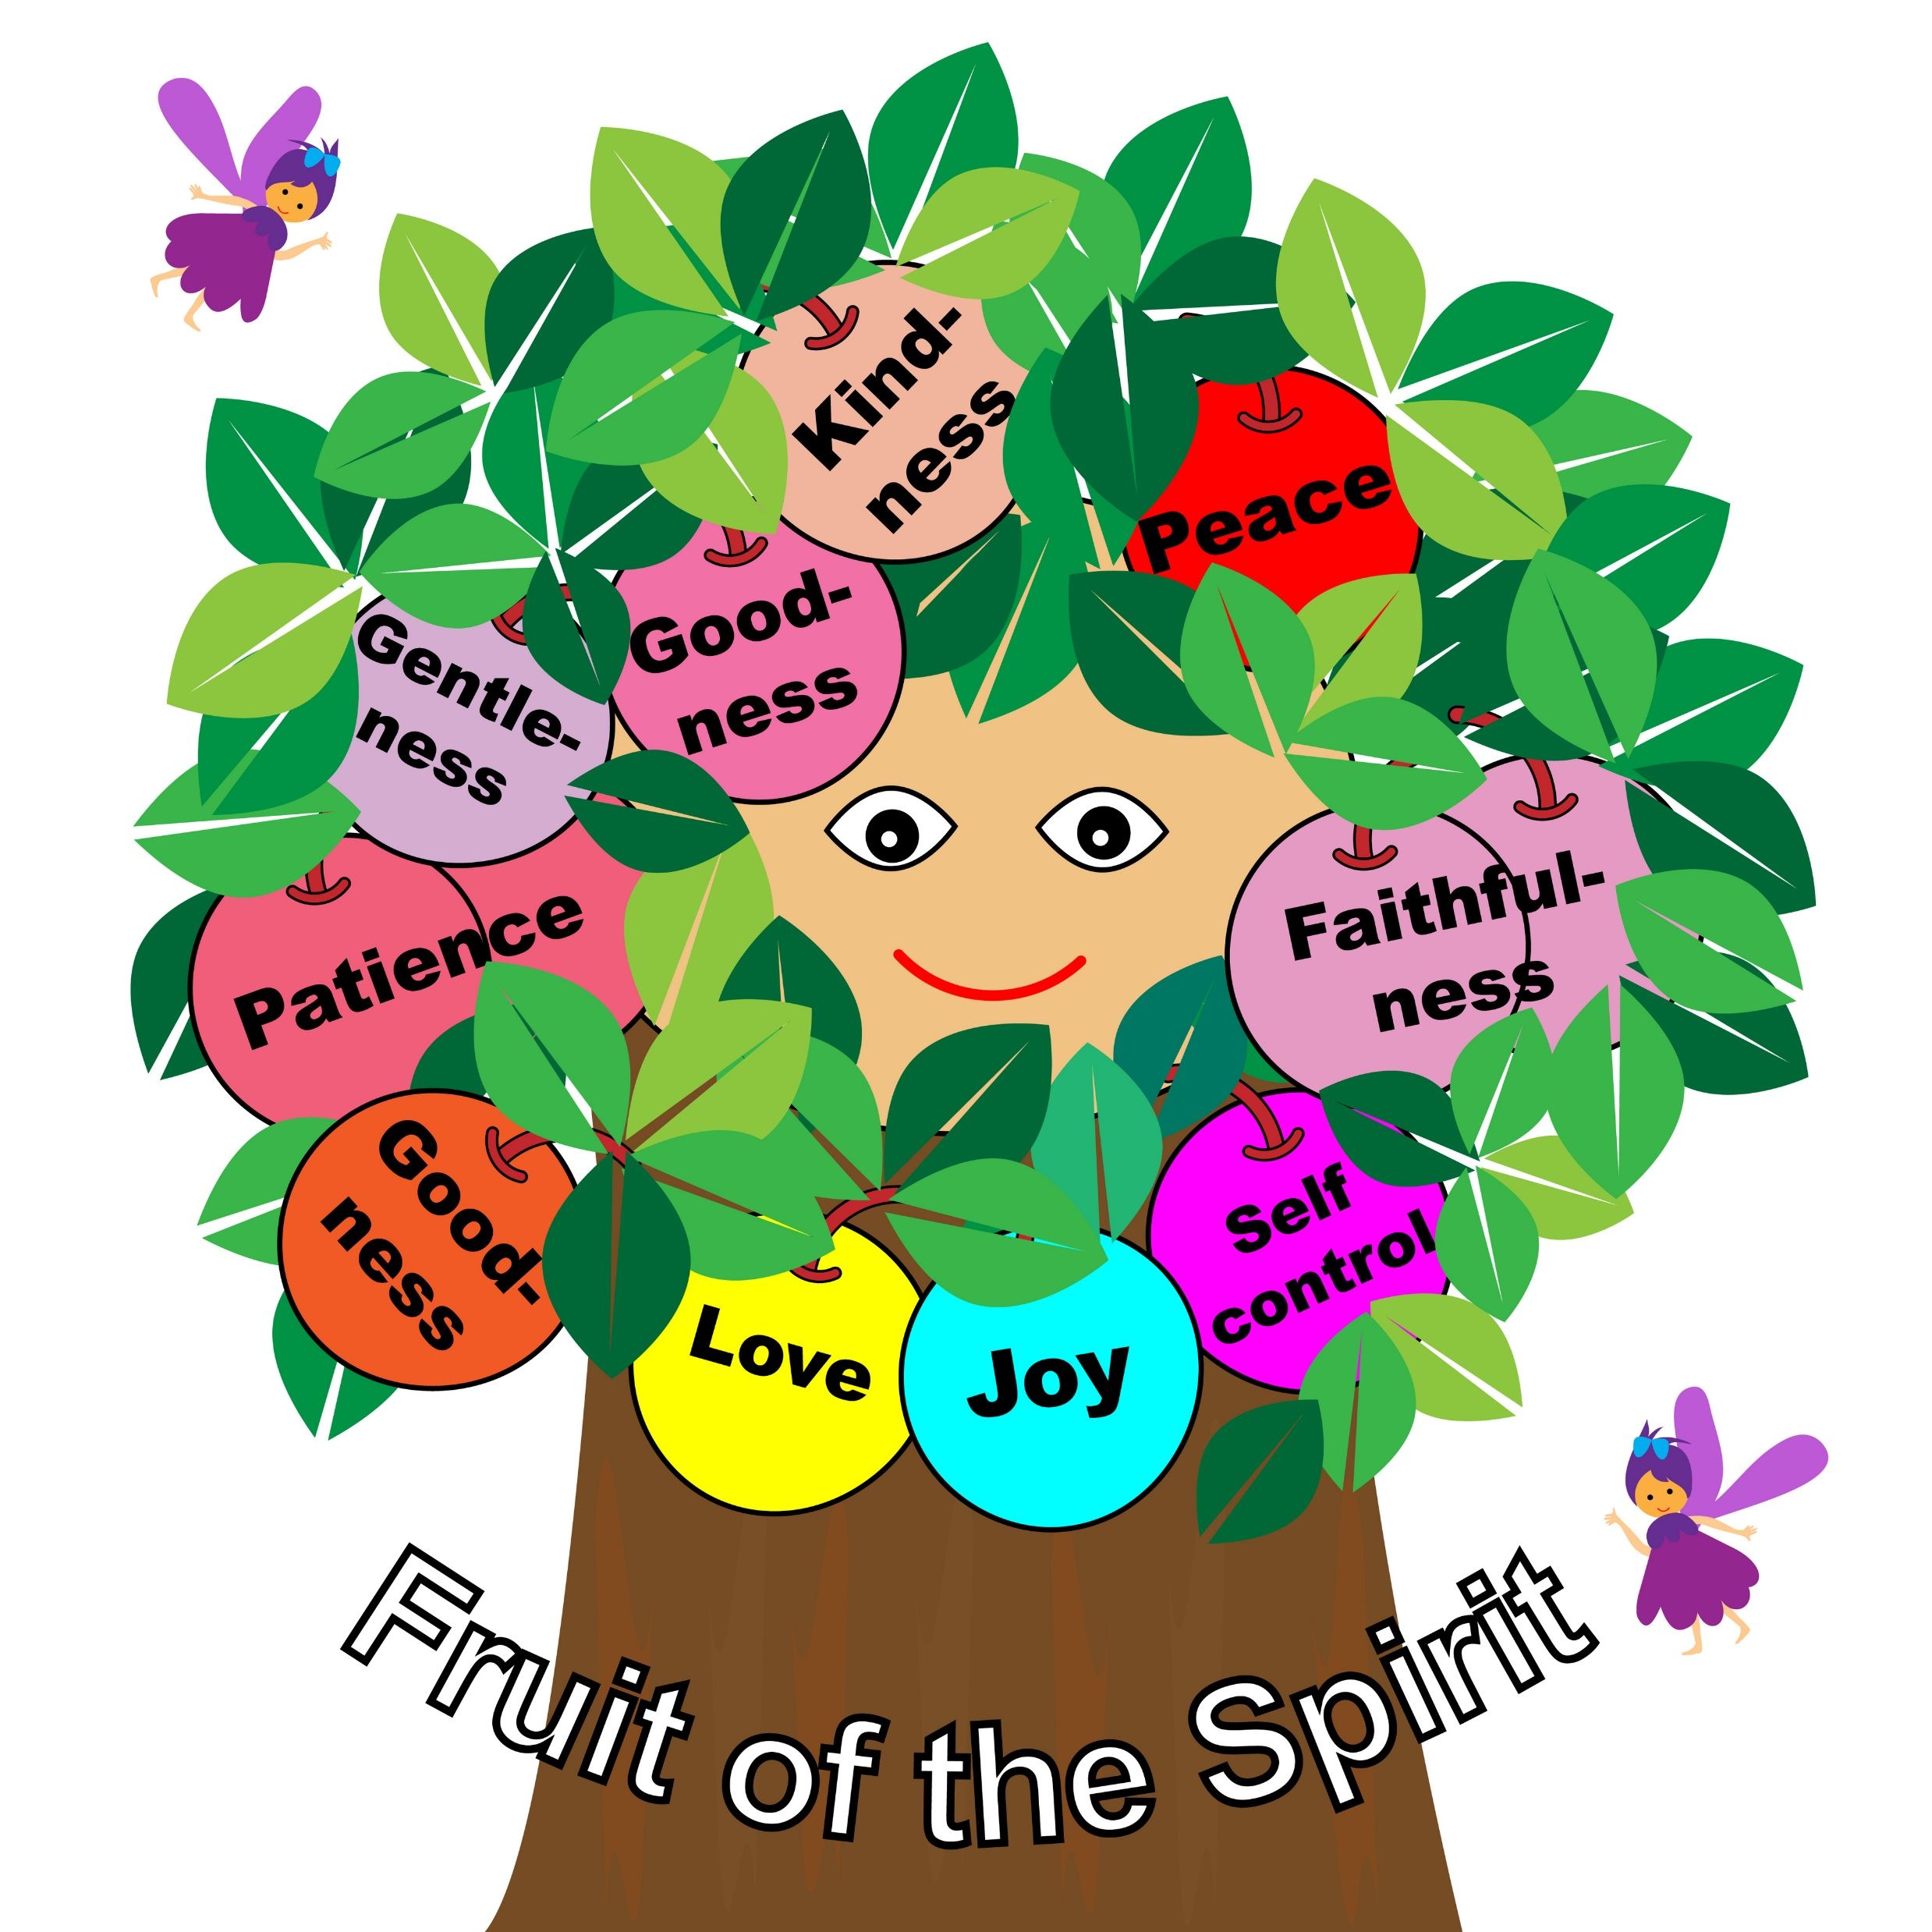 Kind-
ness
Peace
Good-
ness
Gentle-
ness
Patience
Faithful-
ness
Good-
ness
Self
control
Love
Joy
Fruit of the Spirit